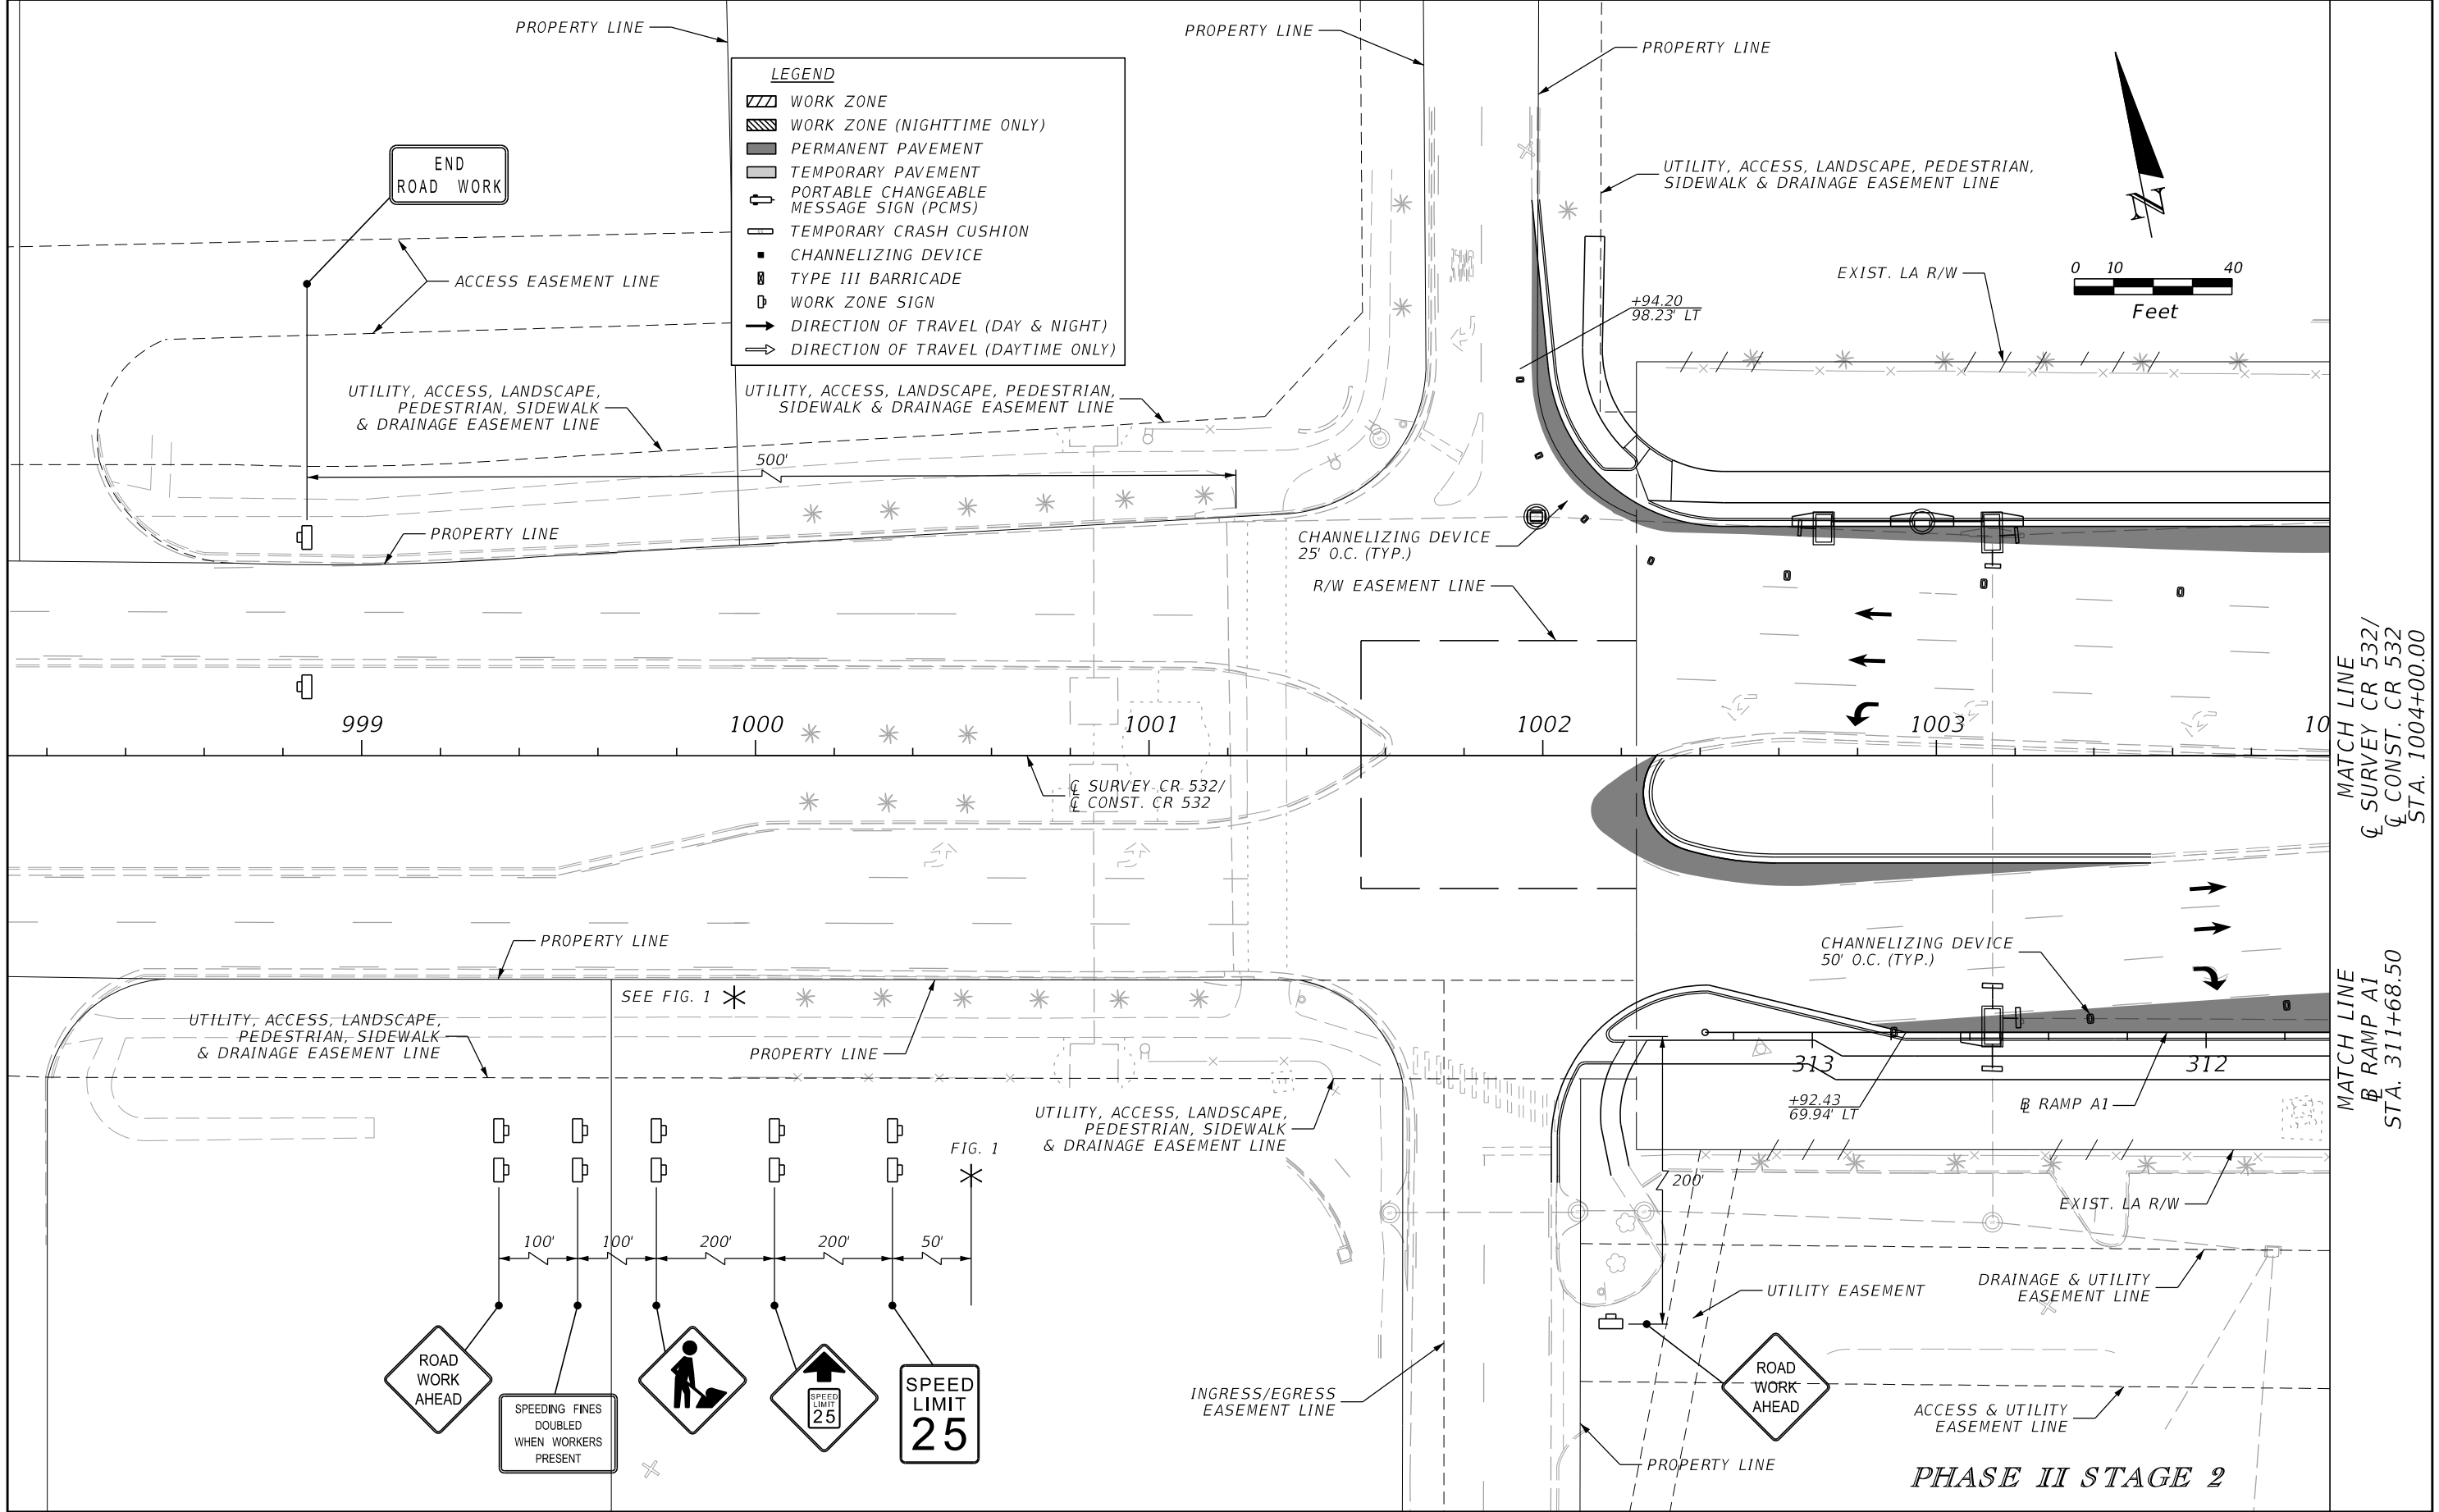 PROPERTY LINE
PROPERTY LINE
PROPERTY LINE
LEGEND
WORK ZONE
WORK ZONE (NIGHTTIME ONLY)
PERMANENT PAVEMENT
TEMPORARY PAVEMENT
PORTABLE CHANGEABLE
MESSAGE SIGN (PCMS)
TEMPORARY CRASH CUSHION
CHANNELIZING DEVICE
TYPE III BARRICADE
WORK ZONE SIGN
DIRECTION OF TRAVEL (DAY & NIGHT)
DIRECTION OF TRAVEL (DAYTIME ONLY)
END
ROAD WORK
ACCESS EASEMENT LINE
UTILITY, ACCESS, LANDSCAPE, PEDESTRIAN,
SIDEWALK & DRAINAGE EASEMENT LINE
N
EXIST. LA R/W
0 10 40
Feet
+94.20
98.23' LT
UTILITY, ACCESS, LANDSCAPE,
PEDESTRIAN, SIDEWALK
& DRAINAGE EASEMENT LINE
UTILITY, ACCESS, LANDSCAPE, PEDESTRIAN,
SIDEWALK & DRAINAGE EASEMENT LINE
500'
PROPERTY LINE
CHANNELIZING DEVICE
25' O.C. (TYP.)
R/W EASEMENT LINE
999
1000
1001
1002
1003
10
℄ SURVEY CR 532/
℄ CONST. CR 532
MATCH LINE
℄ SURVEY CR 532/
℄ CONST. CR 532
STA. 1004+00.00
PROPERTY LINE
CHANNELIZING DEVICE
50' O.C. (TYP.)
SEE FIG. 1
UTILITY, ACCESS, LANDSCAPE,
PEDESTRIAN, SIDEWALK
& DRAINAGE EASEMENT LINE
PROPERTY LINE
313
312
+92.43
69.94' LT
BL RAMP A1
MATCH LINE
BL RAMP A1
STA. 311+68.50
UTILITY, ACCESS, LANDSCAPE,
PEDESTRIAN, SIDEWALK
& DRAINAGE EASEMENT LINE
FIG. 1
200'
EXIST. LA R/W
100'
100'
200'
200'
50'
DRAINAGE & UTILITY
EASEMENT LINE
UTILITY EASEMENT
ROAD
WORK
AHEAD
SPEEDING FINES
DOUBLED
WHEN WORKERS
PRESENT
SPEED
LIMIT
25
SPEED
LIMIT
25
INGRESS/EGRESS
EASEMENT LINE
ROAD
WORK
AHEAD
ACCESS & UTILITY
EASEMENT LINE
PROPERTY LINE
PHASE II STAGE 2